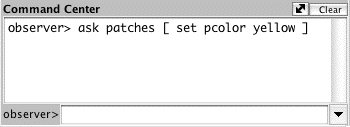 Command Center Clear
observer> ask patches [ set pcolor yellow ]
observer>